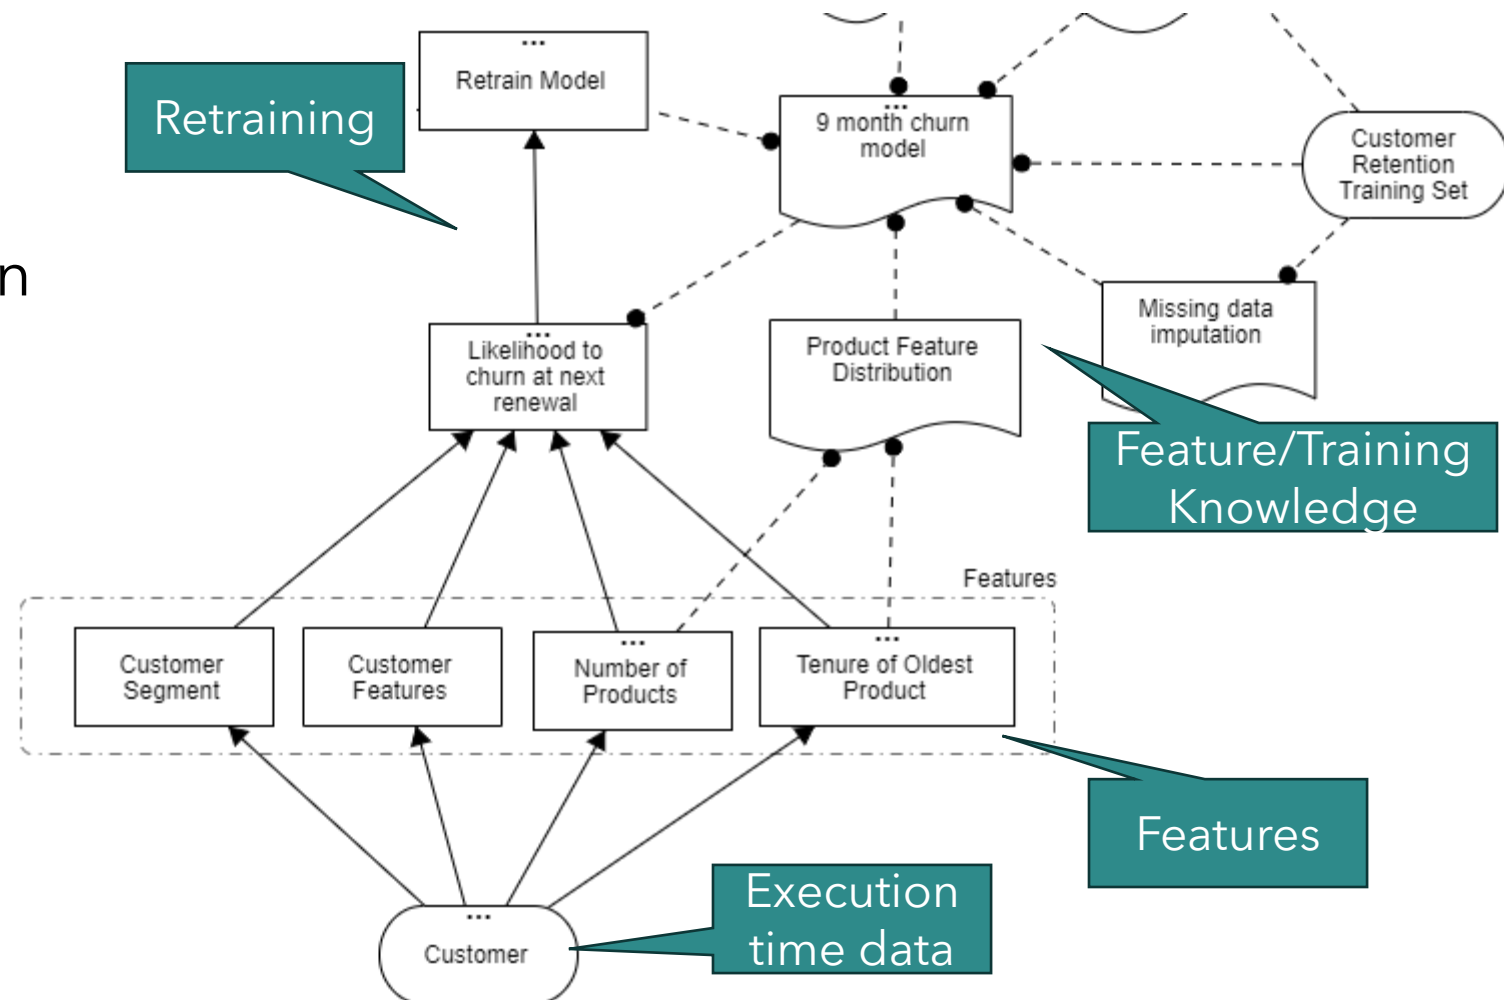 ...
Retrain Model
Retraining
...
9 month churn
model
Customer
Retention
Training Set
n
...
Likelihood to
churn at next
renewal
Product Feature
Distribution
Missing data
imputation
Feature/Training
Knowledge
Features
Customer
Segment
Customer
Features
...
Number of
Products
...
Tenure of Oldest
Product
Features
Execution
time data
...
Customer